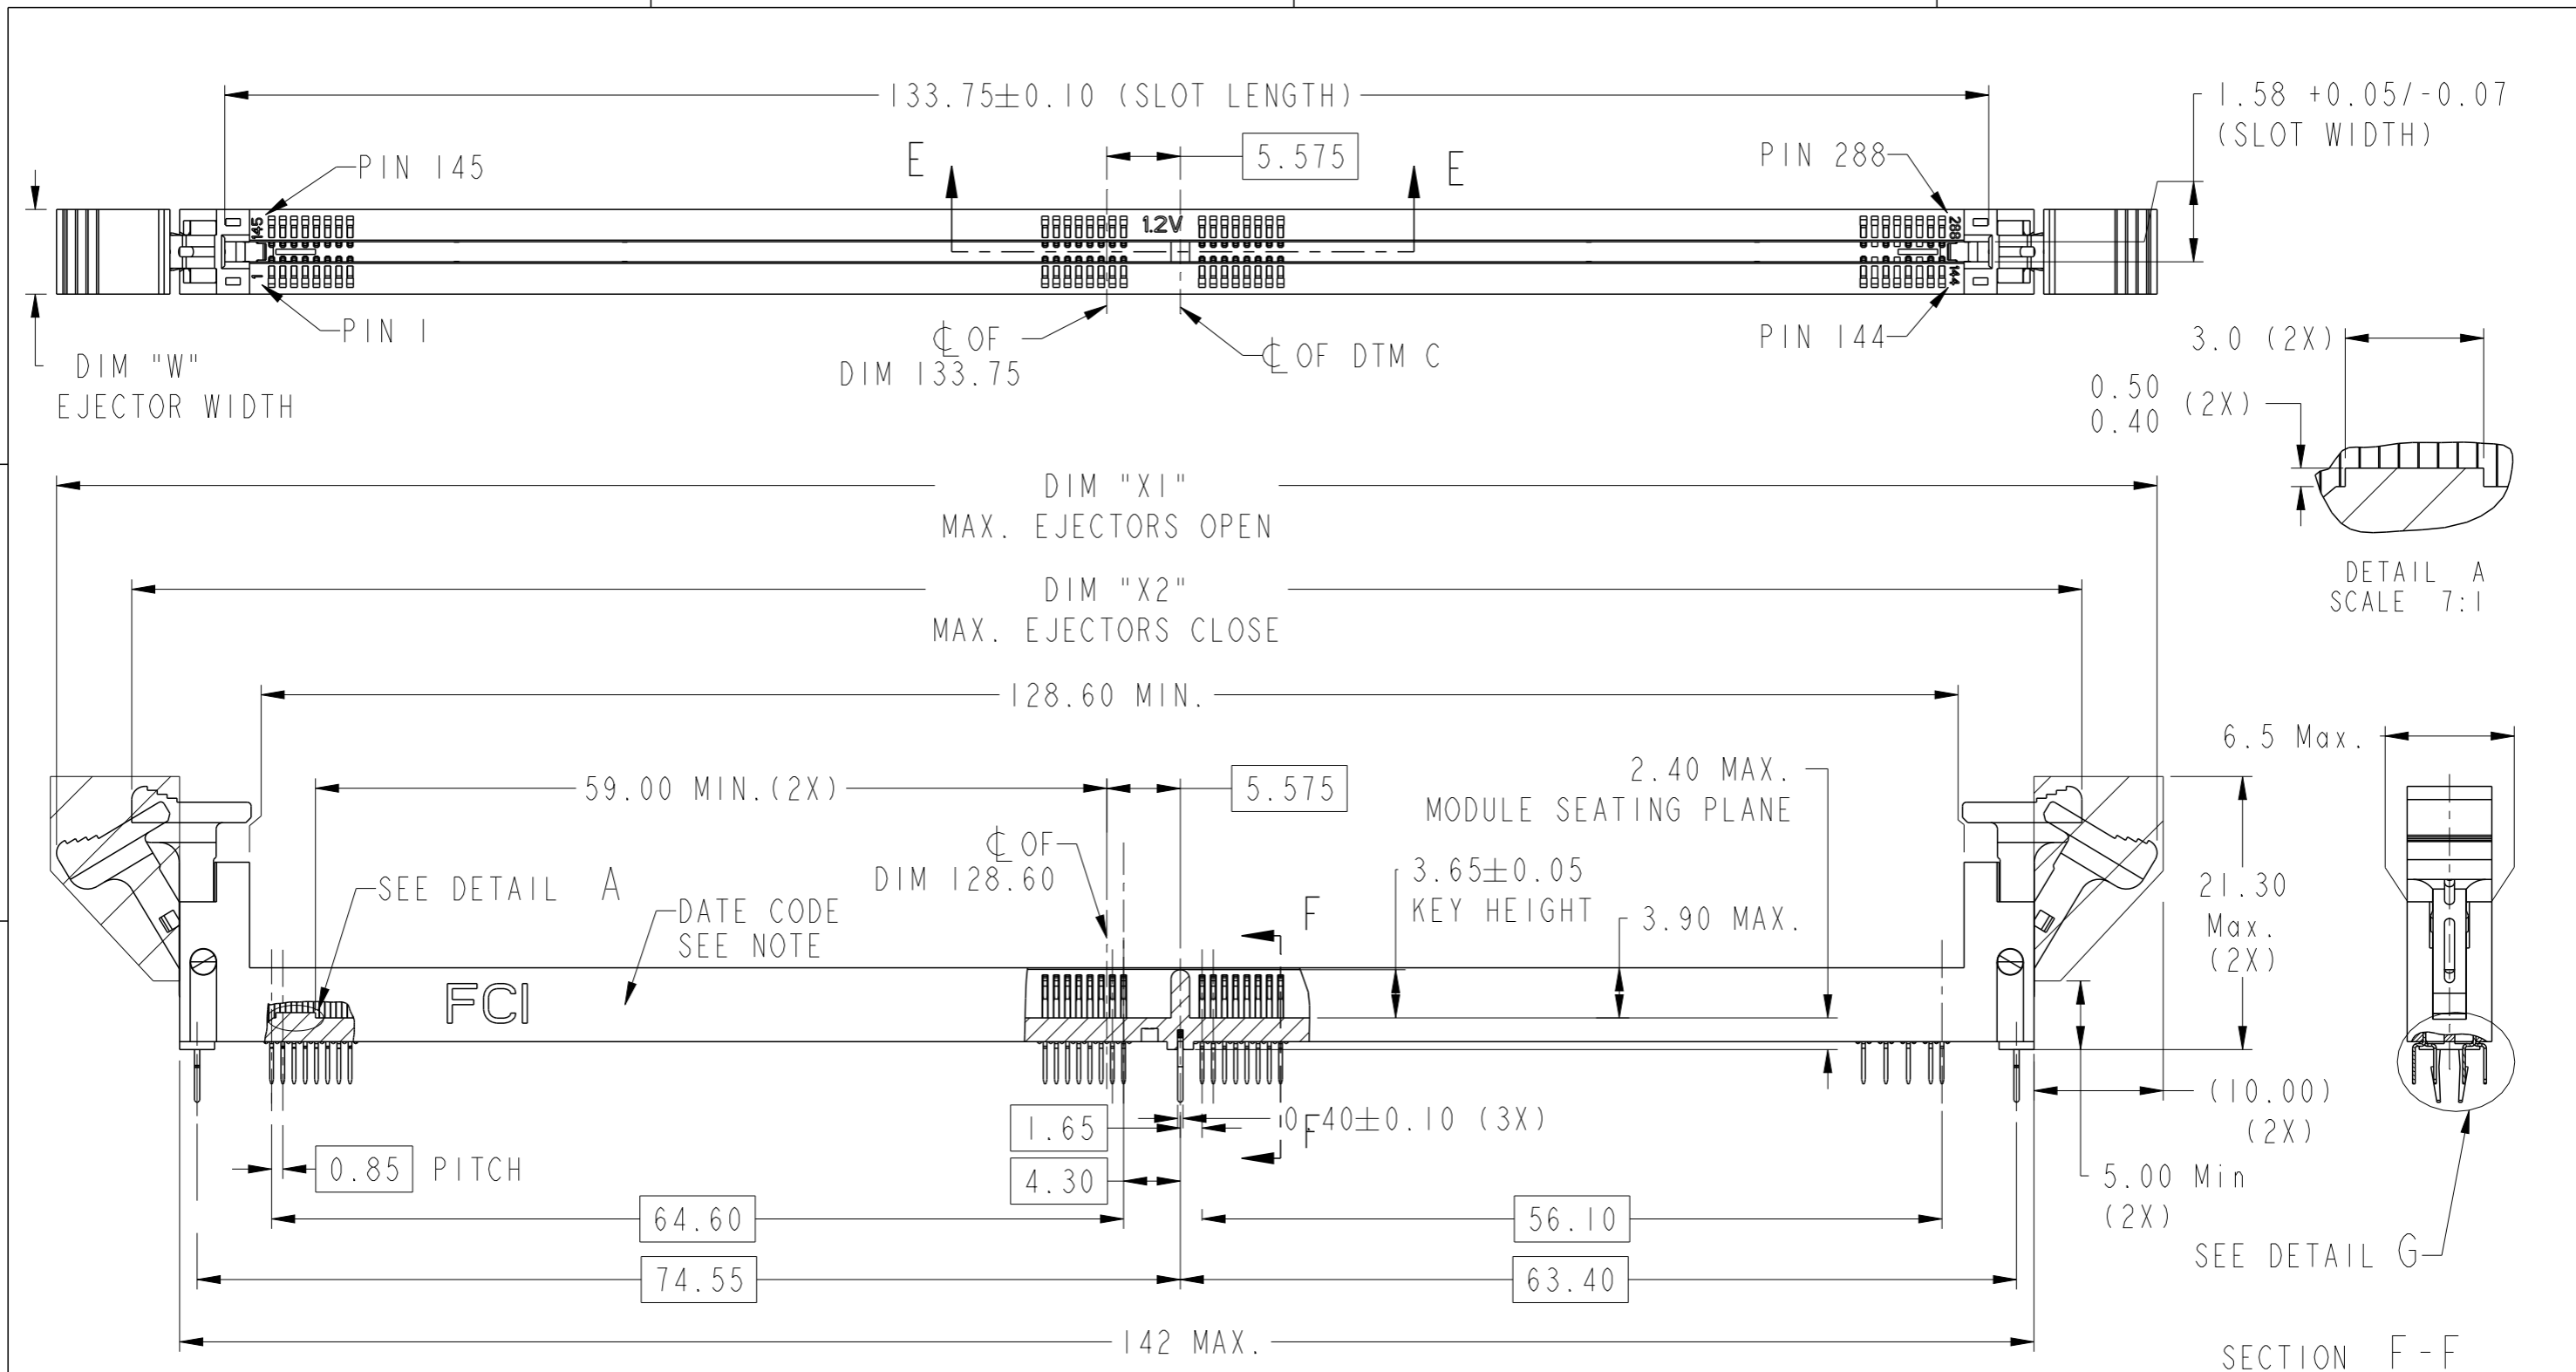 133.75±0.10 (SLOT LENGTH)
1.58 +0.05/-0.07
(SLOT WIDTH)
E
5.575
E
PIN 145
PIN 288
145
1.2V
288
1
144
PIN 1
DIM "W"
EJECTOR WIDTH
℄ OF
DIM 133.75
℄ OF DTM C
PIN 144
3.0 (2X)
0.50
0.40
(2X)
DETAIL A
SCALE 7:1
DIM "X1"
MAX. EJECTORS OPEN
DIM "X2"
MAX. EJECTORS CLOSE
128.60 MIN.
59.00 MIN.(2X)
5.575
2.40 MAX.
MODULE SEATING PLANE
6.5 Max.
℄ OF
DIM 128.60
SEE DETAIL A
DATE CODE
SEE NOTE
3.65±0.05
KEY HEIGHT
F
3.90 MAX.
21.30
Max.
(2X)
FCI
1.65
0.40±0.10 (3X)
F
(10.00)
(2X)
0.85 PITCH
4.30
5.00 Min
(2X)
64.60
56.10
SEE DETAIL G
74.55
63.40
142 MAX.
SECTION F-F